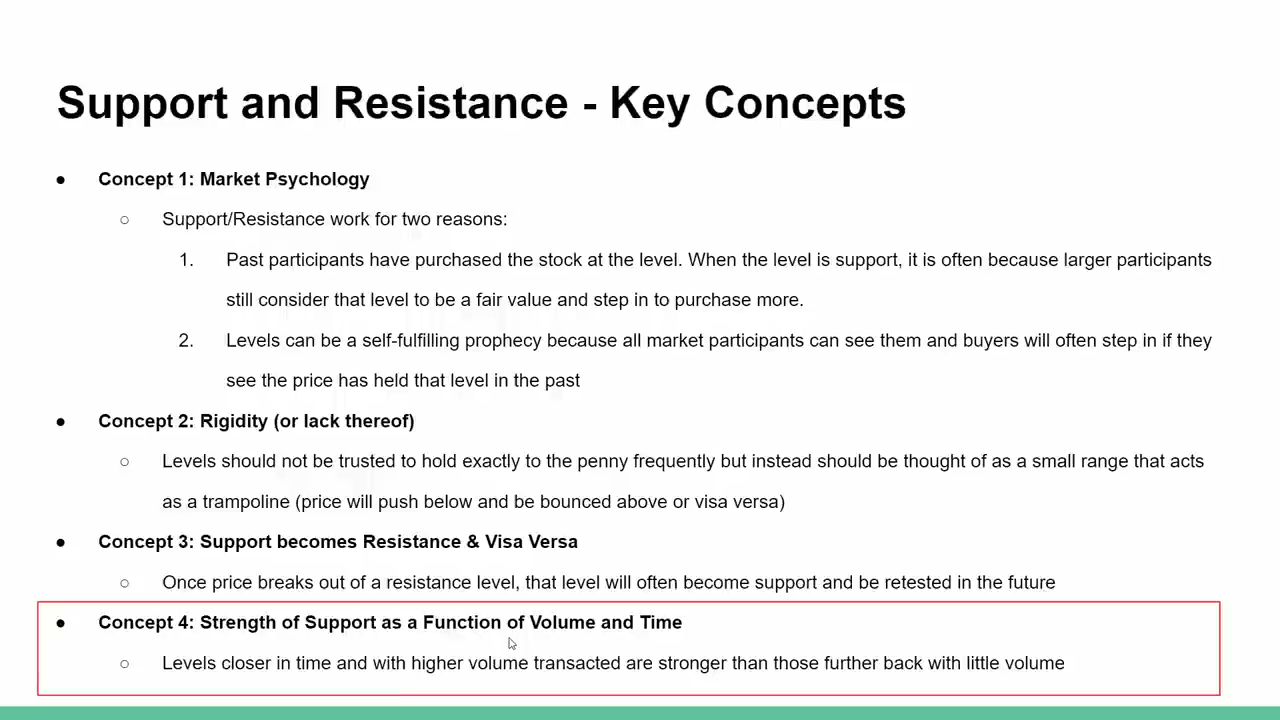 Support and Resistance - Key Concepts
● Concept 1: Market Psychology
○ Support/Resistance work for two reasons:
1. Past participants have purchased the stock at the level. When the level is support, it is often because larger participants
still consider that level to be a fair value and step in to purchase more.
2. Levels can be a self-fulfilling prophecy because all market participants can see them and buyers will often step in if they
see the price has held that level in the past
● Concept 2: Rigidity (or lack thereof)
○ Levels should not be trusted to hold exactly to the penny frequently but instead should be thought of as a small range that acts
as a trampoline (price will push below and be bounced above or visa versa)
● Concept 3: Support becomes Resistance & Visa Versa
○ Once price breaks out of a resistance level, that level will often become support and be retested in the future
● Concept 4: Strength of Support as a Function of Volume and Time
○ Levels closer in time and with higher volume transacted are stronger than those further back with little volume